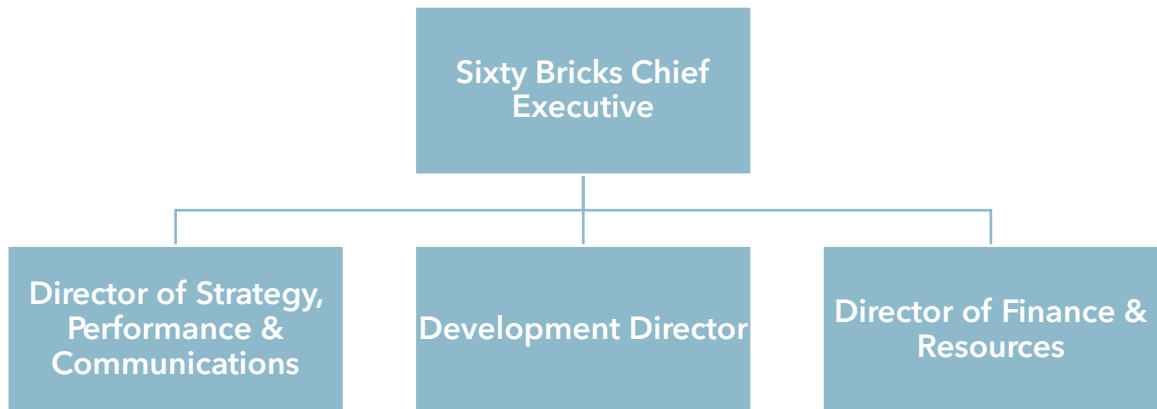 Sixty Bricks Chief
Executive
Director of Strategy,
Performance &
Communications
Development Director
Director of Finance &
Resources